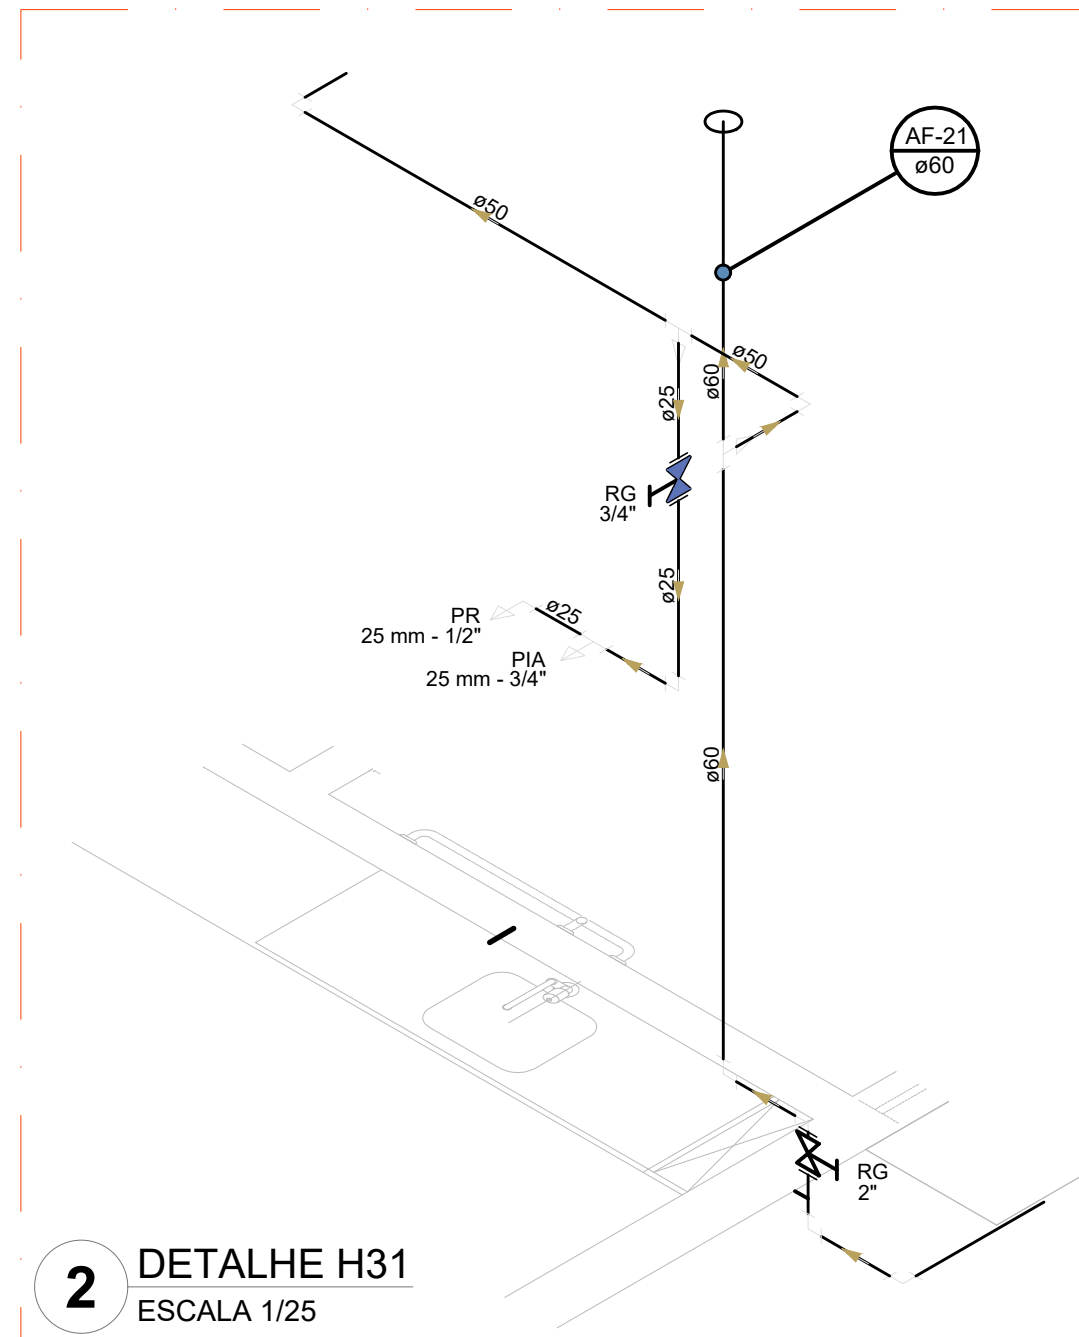 AF-21
ø60
ø50
ø50
ø60
ø25
RG
3/4"
ø25
ø25
PR
25 mm - 1/2"
PIA
25 mm - 3/4"
ø60
RG
2"
2
DETALHE H31
ESCALA 1/25